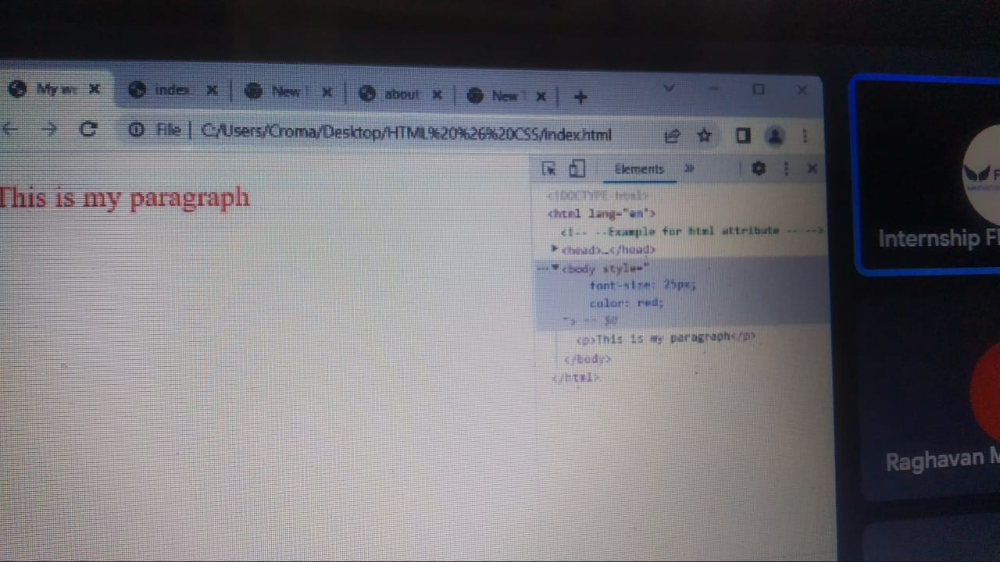 My we
index
New T
about
New T
File | C:/Users/Croma/Desktop/HTML%20%26%20CSS/index.html
This is my paragraph
Elements
<!DOCTYPE html>
<html lang="en">
<!-- --Example for html attribute -- -->
<head>…</head>
<body style="
font-size: 25px;
color: red;
"> == $0
<p>This is my paragraph</p>
</body>
</html>
Internship
Raghavan M